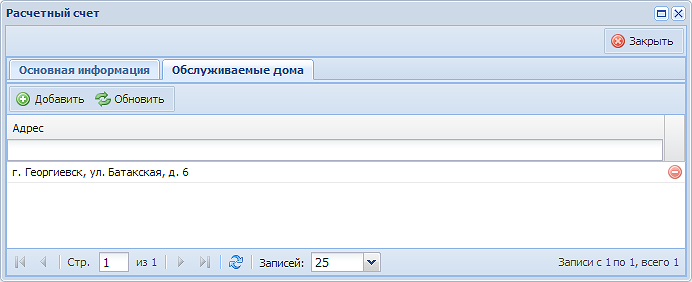 Расчетный счет
Закрыть
Основная информация Обслуживаемые дома
Добавить Обновить
Адрес
г. Георгиевск, ул. Батакская, д. 6
Стр. 1 из 1 Записей: 25 Записи с 1 по 1, всего 1